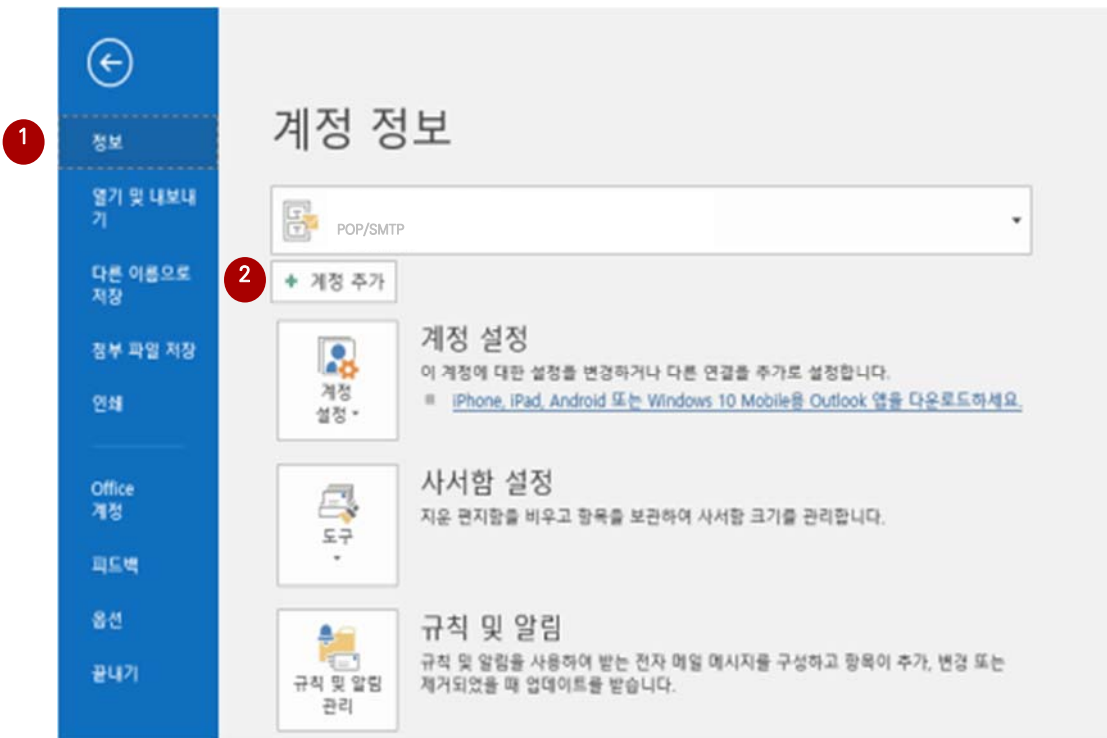 1
정보
열기 및 내보내
기
다른 이름으로
저장
첨부 파일 저장
인쇄
Office
계정
피드백
옵션
끝내기
계정 정보
POP/SMTP
2
+ 계정 추가
계정
설정
계정 설정
이 계정에 대한 설정을 변경하거나 다른 연결을 추가로 설정합니다.
iPhone, iPad, Android 또는 Windows 10 Mobile용 Outlook 앱을 다운로드하세요.
도구
사서함 설정
지운 편지함을 비우고 항목을 보관하여 사서함 크기를 관리합니다.
규칙 및 알림
관리
규칙 및 알림
규칙 및 알림을 사용하여 받는 전자 메일 메시지를 구성하고 항목이 추가, 변경 또는
제거되었을 때 업데이트를 받습니다.